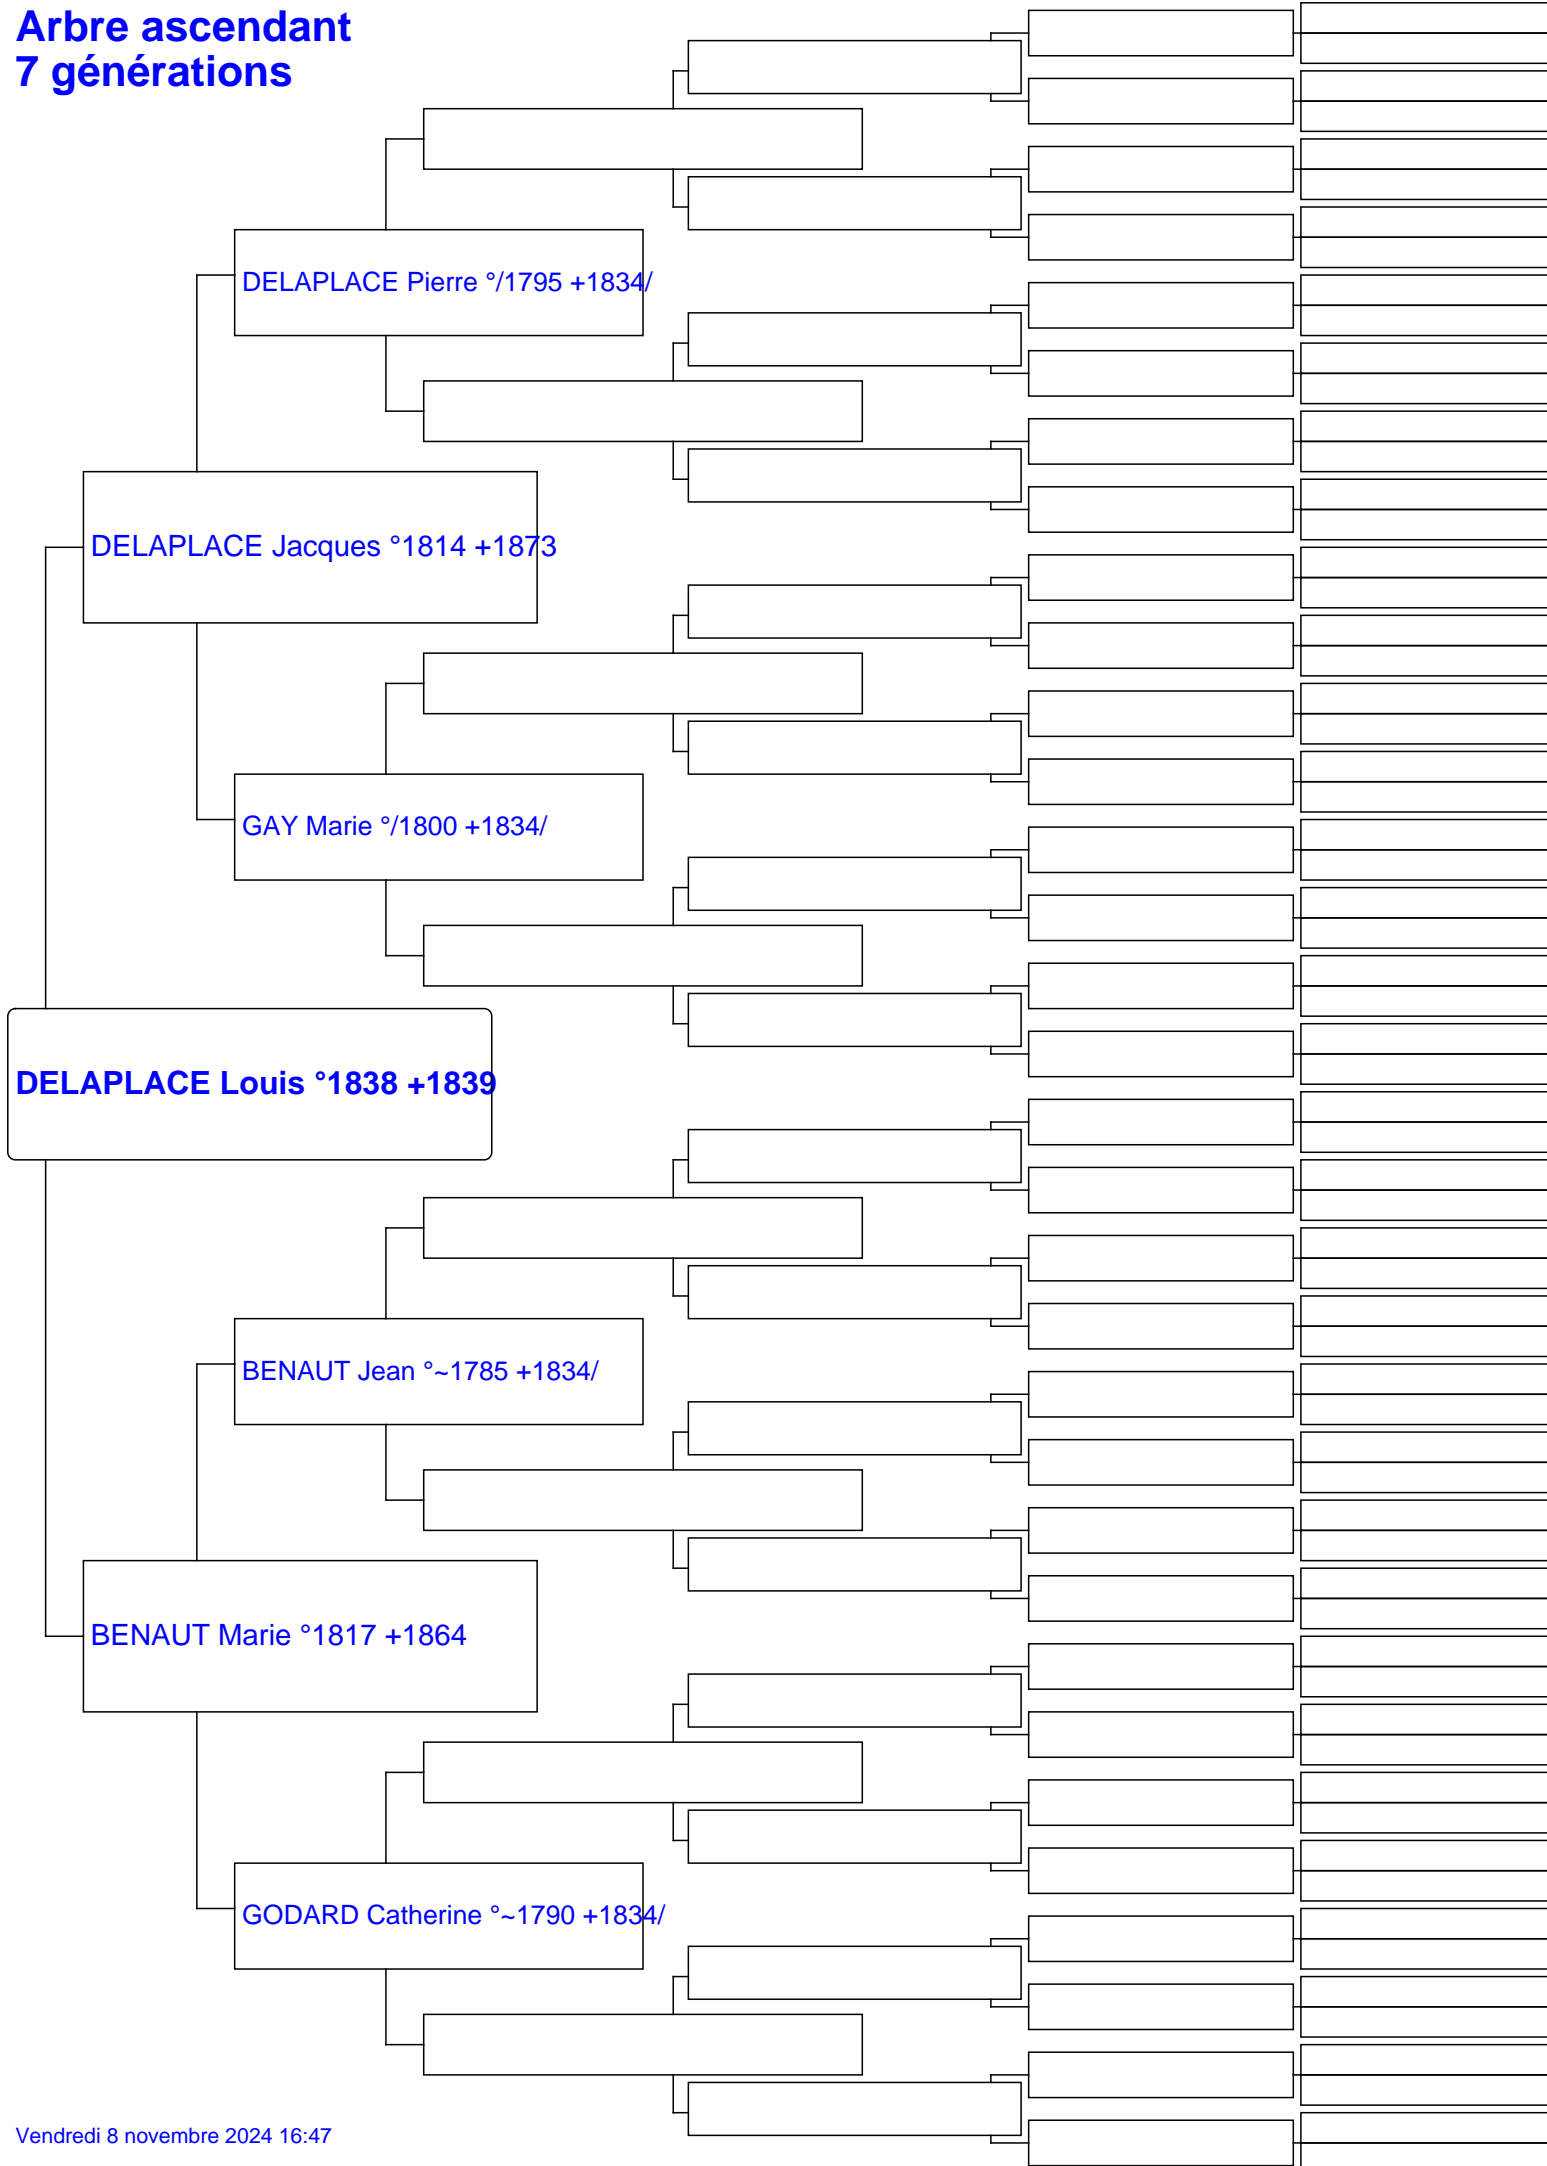 Arbre ascendant
7 générations
DELAPLACE Pierre °/1795 +1834/
DELAPLACE Jacques °1814 +1873
GAY Marie °/1800 +1834/
DELAPLACE Louis °1838 +1839
BENAUT Jean °~1785 +1834/
BENAUT Marie °1817 +1864
GODARD Catherine °~1790 +1834/
Vendredi 8 novembre 2024 16:47